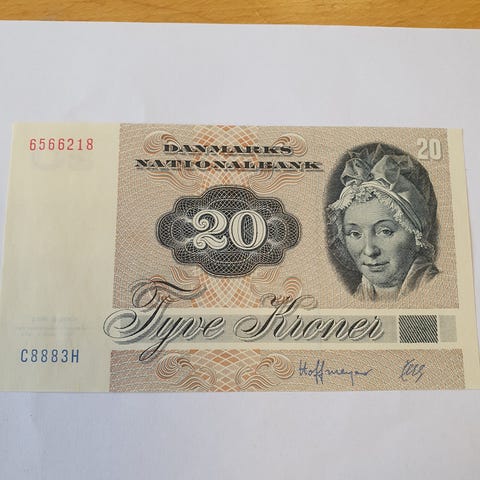 6566218
DANMARKS
NATIONALBANK
20
20
Tyve Kroner
C8883H
Hoffmeyer